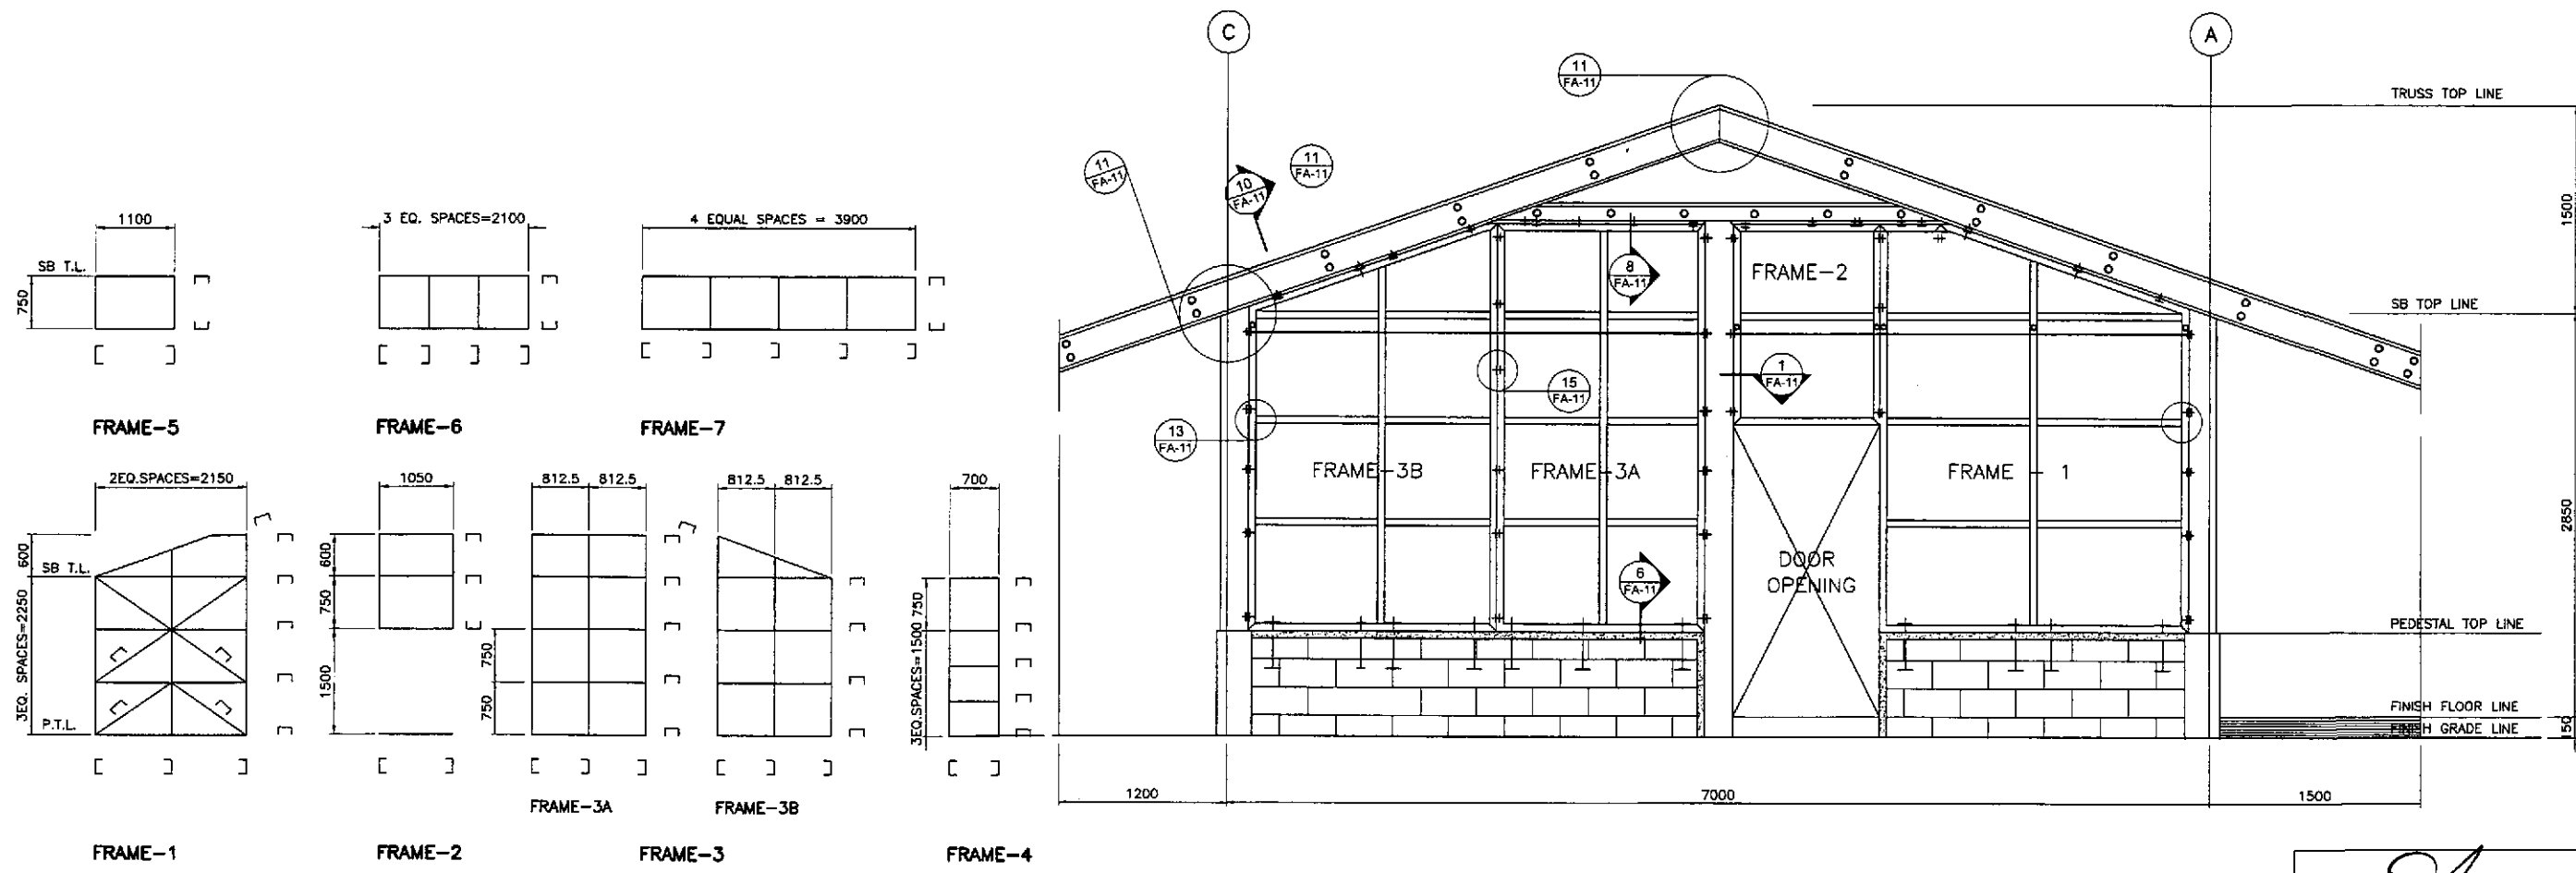 1100
SB T.L.
750
FRAME-5
3 EQ. SPACES=2100
FRAME-6
4 EQUAL SPACES = 3900
FRAME-7
2EQ.SPACES=2150
600
SB T.L.
3EQ. SPACES=2250
P.T.L.
FRAME-1
1050
600
750
1500
FRAME-2
812.5 812.5
750
750
FRAME-3A
812.5 812.5
FRAME-3B
FRAME-3
700
750
3EQ.SPACES=1500
FRAME-4
C
A
11
FA-11
11
FA-11
10
FA-11
11
FA-11
TRUSS TOP LINE
1500
8
FA-11
FRAME-2
SB TOP LINE
1
FA-11
15
FA-11
13
FA-11
FRAME-3B
FRAME-3A
FRAME - 1
2850
DOOR
OPENING
6
FA-11
PEDESTAL TOP LINE
FINISH FLOOR LINE
FINISH GRADE LINE
150
1200
7000
1500